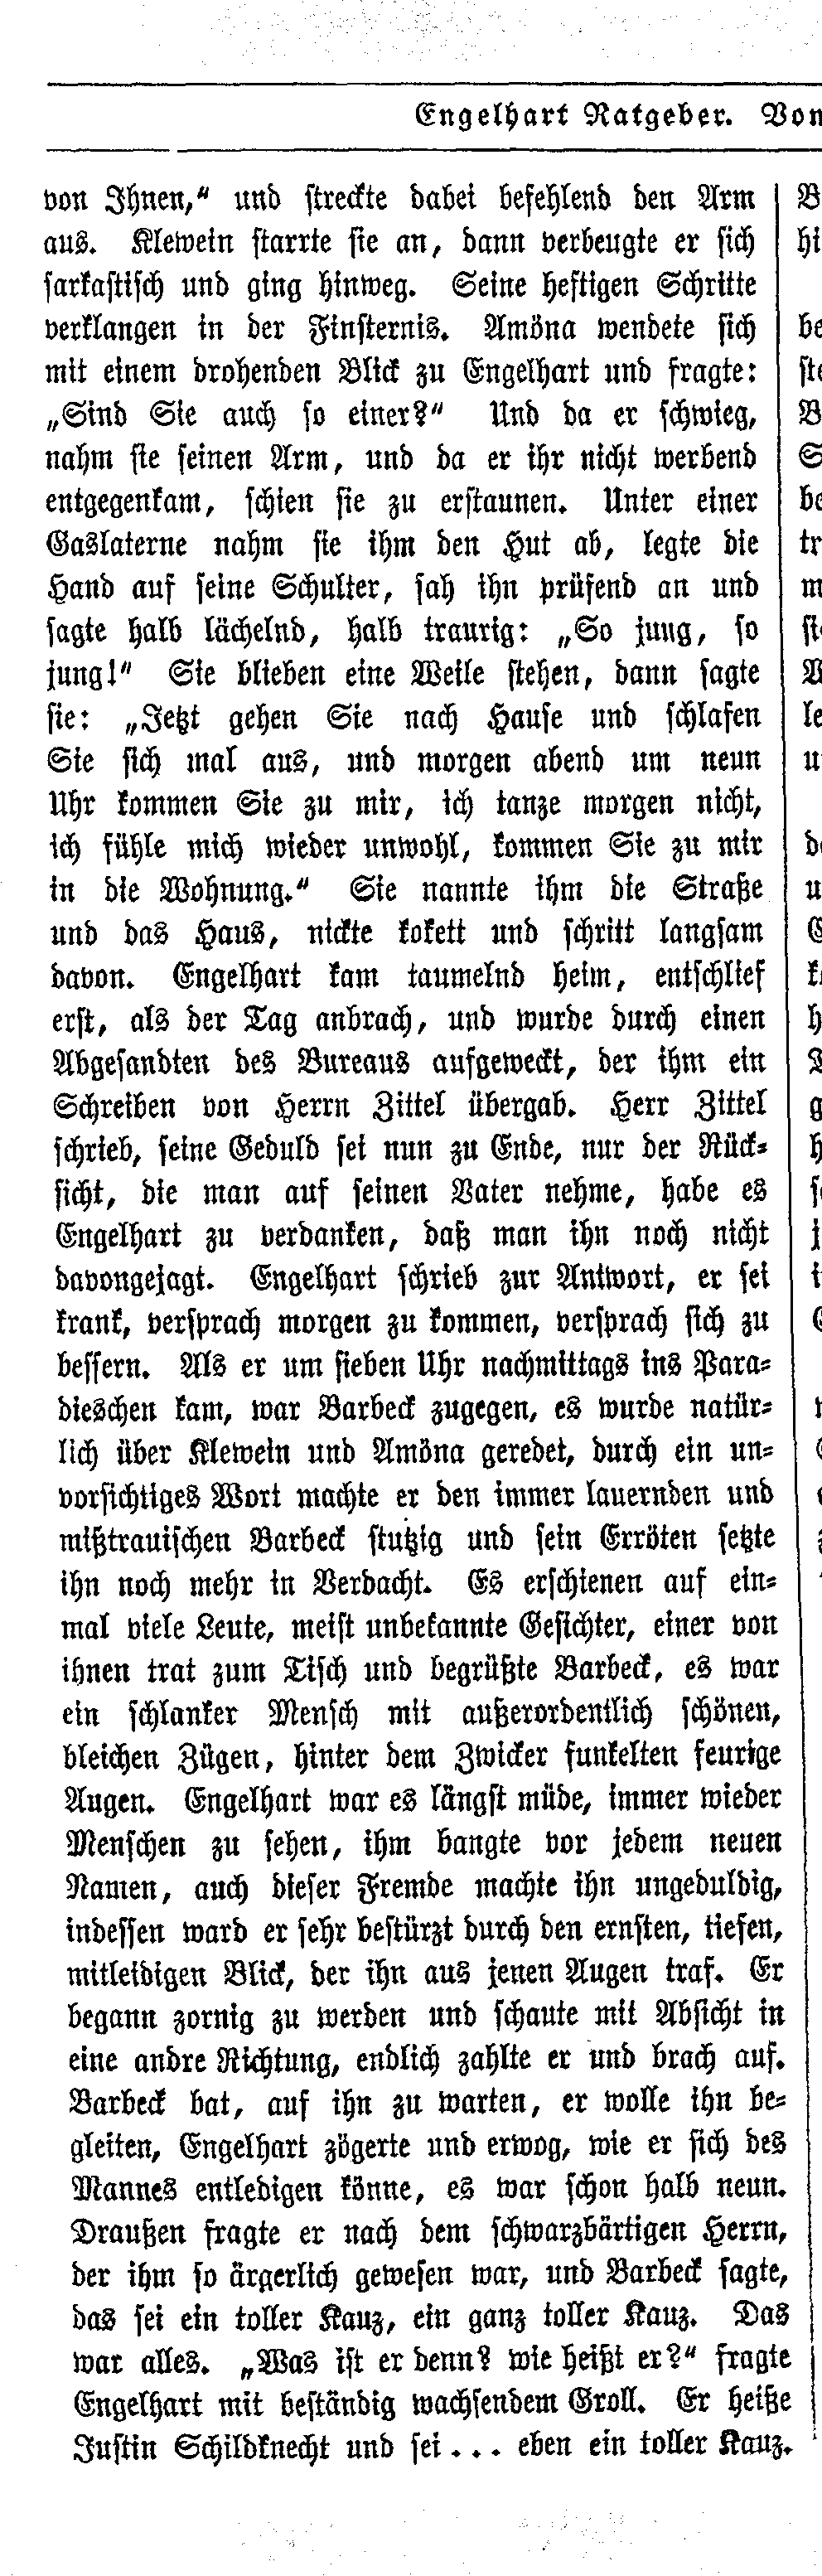 Engelhart Ratgeber. Von
von Ihnen,“ und streckte dabei befehlend den Arm
aus. Klewein starrte sie an, dann verbeugte er sich
sarkastisch und ging hinweg. Seine heftigen Schritte
verklangen in der Finsternis. Amöna wendete sich
mit einem drohenden Blick zu Engelhart und fragte:
„Sind Sie auch so einer?“ Und da er schwieg,
nahm sie seinen Arm, und da er ihr nicht werbend
entgegenkam, schien sie zu erstaunen. Unter einer
Gaslaterne nahm sie ihm den Hut ab, legte die
Hand auf seine Schulter, sah ihn prüfend an und
sagte halb lächelnd, halb traurig: „So jung, so
jung!“ Sie blieben eine Weile stehen, dann sagte
sie: „Jetzt gehen Sie nach Hause und schlafen
Sie sich mal aus, und morgen abend um neun
Uhr kommen Sie zu mir, ich tanze morgen nicht,
ich fühle mich wieder unwohl, kommen Sie zu mir
in die Wohnung.“ Sie nannte ihm die Straße
und das Haus, nickte kokett und schritt langsam
davon. Engelhart kam taumelnd heim, entschlief
erst, als der Tag anbrach, und wurde durch einen
Abgesandten des Bureaus aufgeweckt, der ihm ein
Schreiben von Herrn Zittel übergab. Herr Zittel
schrieb, seine Geduld sei nun zu Ende, nur der Rück-
sicht, die man auf seinen Vater nehme, habe es
Engelhart zu verdanken, daß man ihn noch nicht
davongejagt. Engelhart schrieb zur Antwort, er sei
krank, versprach morgen zu kommen, versprach sich zu
bessern. Als er um sieben Uhr nachmittags ins Para-
dieschen kam, war Barbeck zugegen, es wurde natür-
lich über Klewein und Amöna geredet, durch ein un-
vorsichtiges Wort machte er den immer lauernden und
mißtrauischen Barbeck stutzig und sein Erröten setzte
ihn noch mehr in Verdacht. Es erschienen auf ein-
mal viele Leute, meist unbekannte Gesichter, einer von
ihnen trat zum Tisch und begrüßte Barbeck, es war
ein schlanker Mensch mit außerordentlich schönen,
bleichen Zügen, hinter dem Zwicker funkelten feurige
Augen. Engelhart war es längst müde, immer wieder
Menschen zu sehen, ihm bangte vor jedem neuen
Namen, auch dieser Fremde machte ihn ungeduldig,
indessen ward er sehr bestürzt durch den ernsten, tiefen,
mitleidigen Blick, der ihn aus jenen Augen traf. Er
begann zornig zu werden und schaute mit Absicht in
eine andre Richtung, endlich zahlte er und brach auf.
Barbeck bat, auf ihn zu warten, er wolle ihn be-
gleiten, Engelhart zögerte und erwog, wie er sich des
Mannes entledigen könne, es war schon halb neun.
Draußen fragte er nach dem schwarzbärtigen Herrn,
der ihm so ärgerlich gewesen war, und Barbeck sagte,
das sei ein toller Kauz, ein ganz toller Kauz. Das
war alles. „Was ist er denn? wie heißt er?“ fragte
Engelhart mit beständig wachsendem Groll. Er heiße
Justin Schildknecht und sei... eben ein toller Kauz.